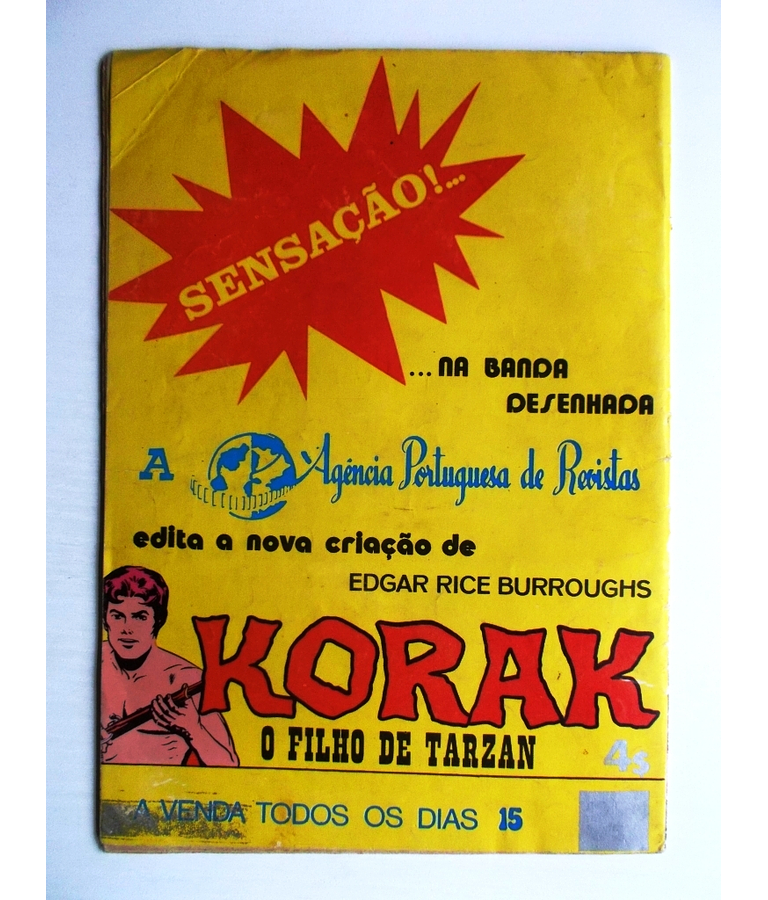 SENSAÇÃO!...
...NA BANDA
DESENHADA
A Agência Portuguesa de Revistas
edita a nova criação de
EDGAR RICE BURROUGHS
KORAK
O FILHO DE TARZAN
4s
A VENDA TODOS OS DIAS 15